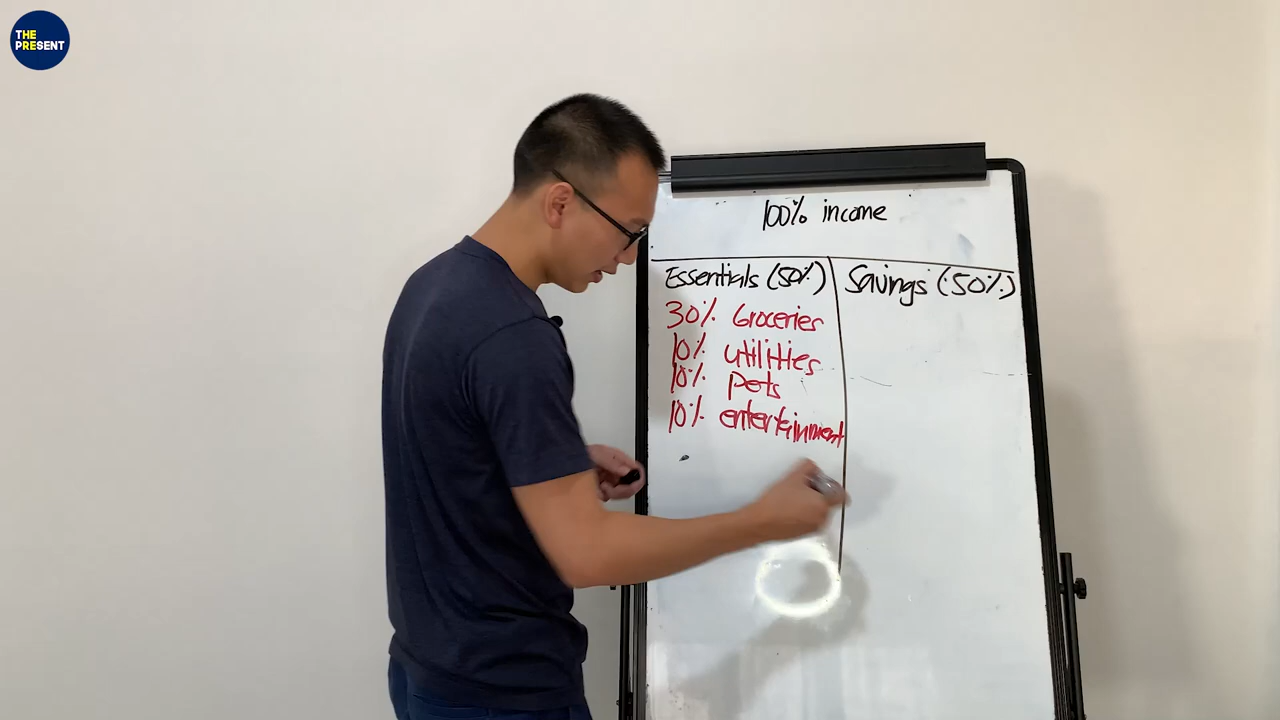 THE
PRESENT
100% income
Essentials (50%)
Savings (50%)
30% Groceries
10% utilities
10% pets
10% entertainment